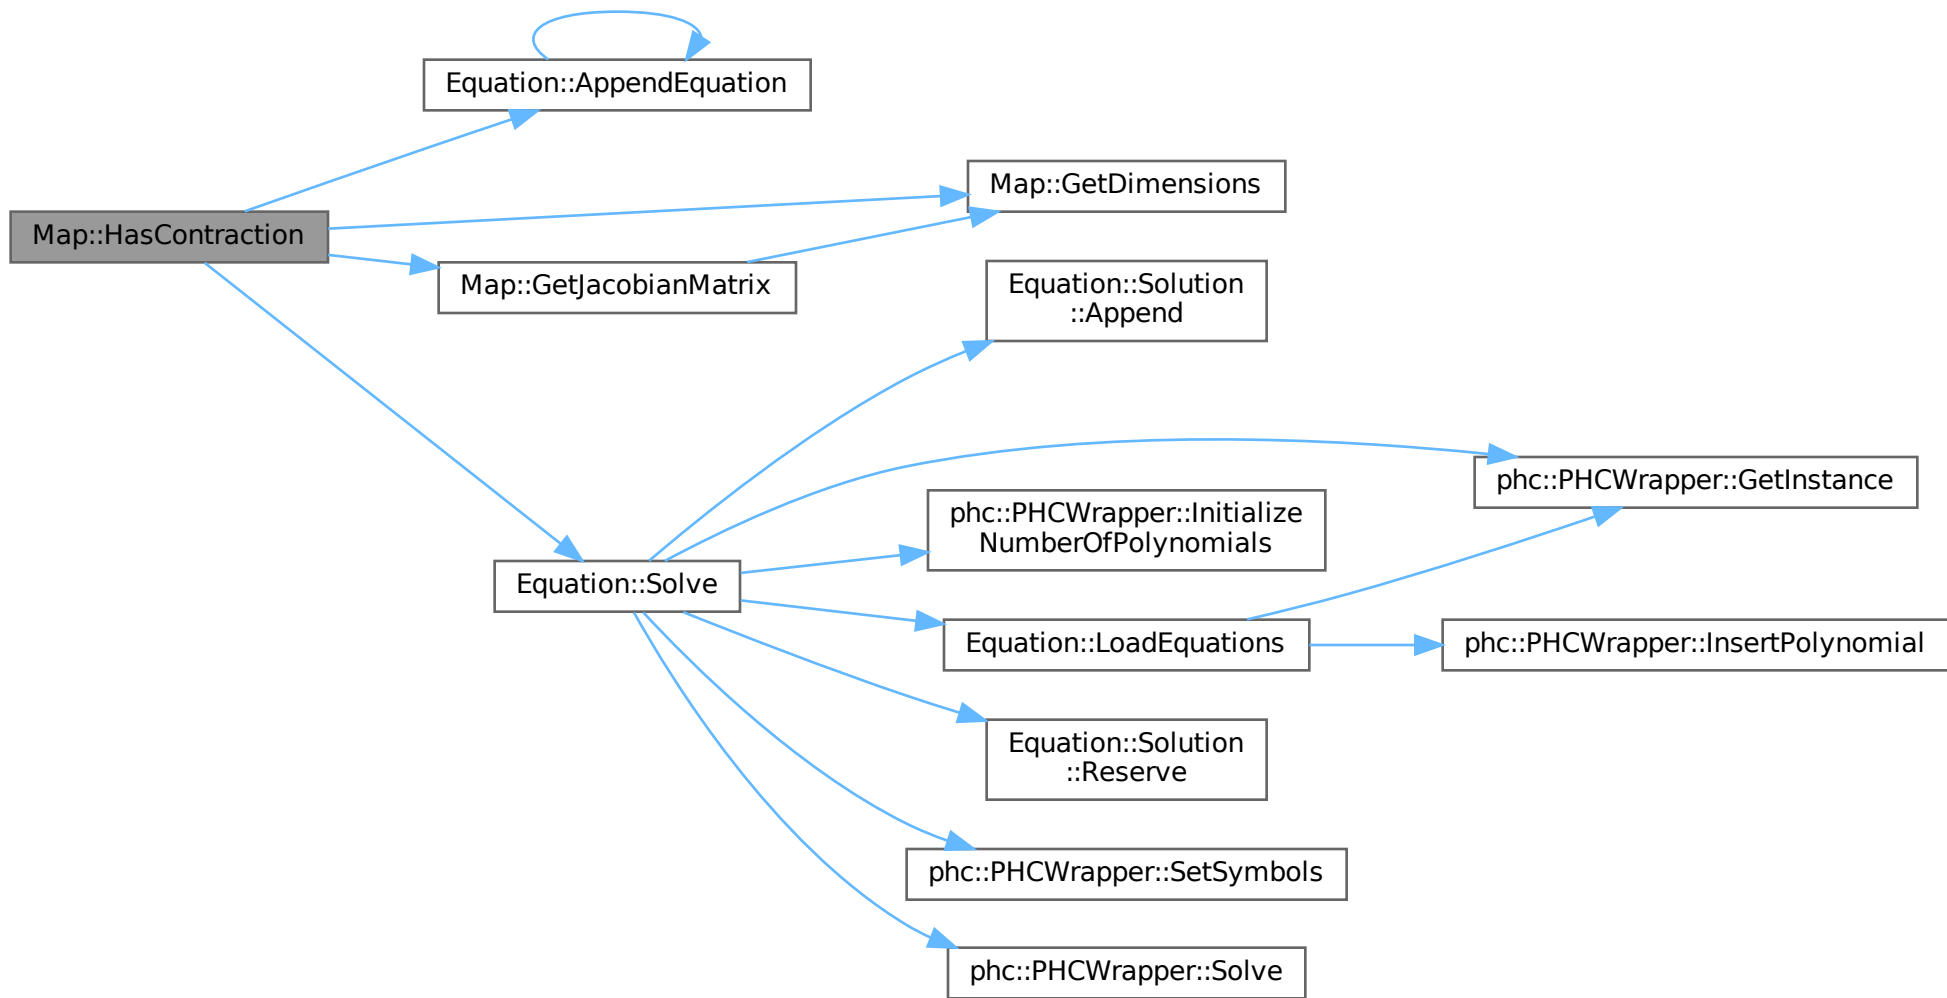 Equation::AppendEquation
Map::GetDimensions
Map::HasContraction
Map::GetJacobianMatrix
Equation::Solution
::Append
phc::PHCWrapper::GetInstance
phc::PHCWrapper::Initialize
NumberOfPolynomials
Equation::Solve
Equation::LoadEquations
phc::PHCWrapper::InsertPolynomial
Equation::Solution
::Reserve
phc::PHCWrapper::SetSymbols
phc::PHCWrapper::Solve